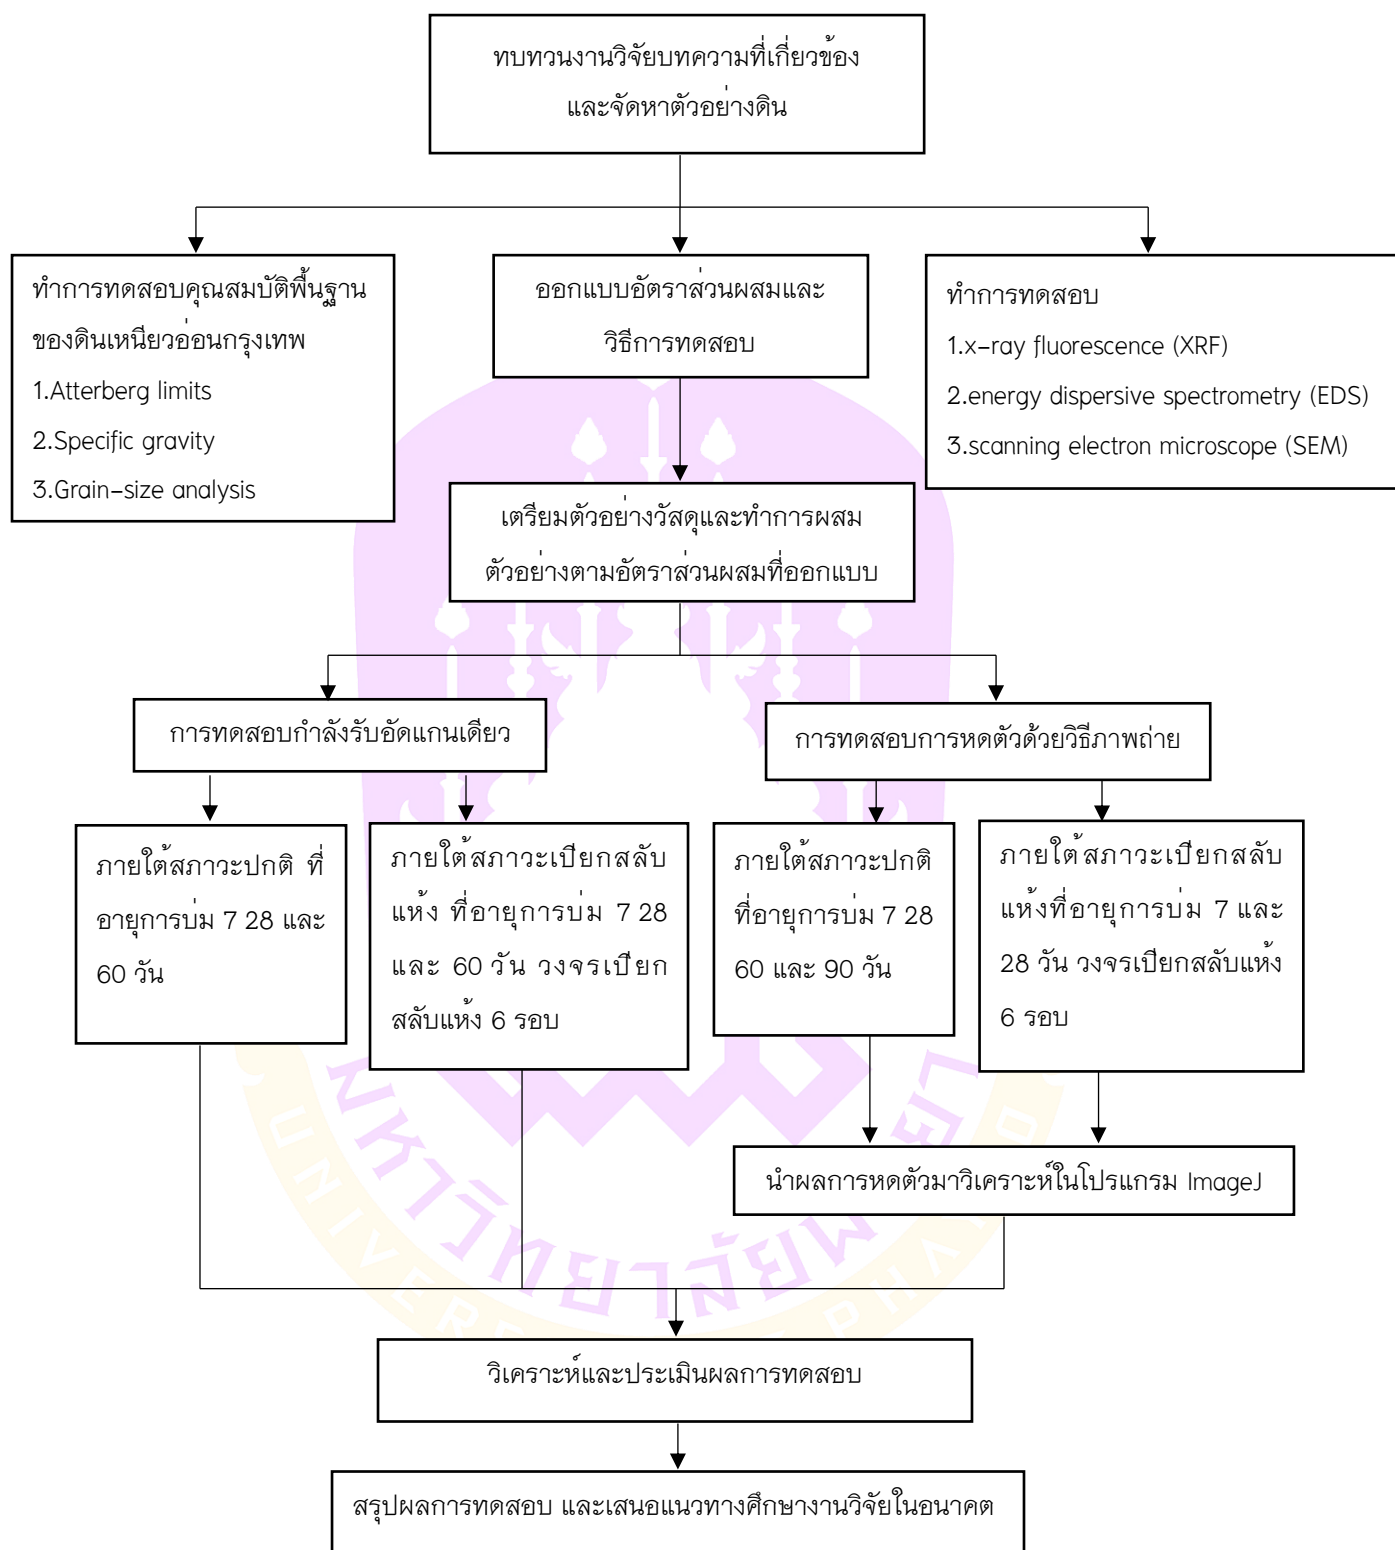 ทบทวนงานวิจัยบทความที่เกี่ยวข้อง
และจัดหาตัวอย่างดิน
ทำการทดสอบคุณสมบัติพื้นฐาน
ของดินเหนียวอ่อนกรุงเทพ
1.Atterberg limits
2.Specific gravity
3.Grain-size analysis
ออกแบบอัตราส่วนผสมและ
วิธีการทดสอบ
ทำการทดสอบ
1.x-ray fluorescence (XRF)
2.energy dispersive spectrometry (EDS)
3.scanning electron microscope (SEM)
เตรียมตัวอย่างวัสดุและทำการผสม
ตัวอย่างตามอัตราส่วนผสมที่ออกแบบ
การทดสอบกำลังรับอัดแกนเดียว
การทดสอบการหดตัวด้วยวิธีภาพถ่าย
ภายใต้สภาวะปกติ ที่
อายุการบ่ม 7 28 และ
60 วัน
ภายใต้สภาวะเปียกสลับ
แห้ง ที่อายุการบ่ม 7 28
และ 60 วัน วงจรเปียก
สลับแห้ง 6 รอบ
ภายใต้สภาวะปกติ
ที่อายุการบ่ม 7 28
60 และ 90 วัน
ภายใต้สภาวะเปียกสลับ
แห้งที่อายุการบ่ม 7 และ
28 วัน วงจรเปียกสลับแห้ง
6 รอบ
นำผลการหดตัวมาวิเคราะห์ในโปรแกรม ImageJ
วิเคราะห์และประเมินผลการทดสอบ
สรุปผลการทดสอบ และเสนอแนวทางศึกษางานวิจัยในอนาคต
มหาวิทยาลัยพ